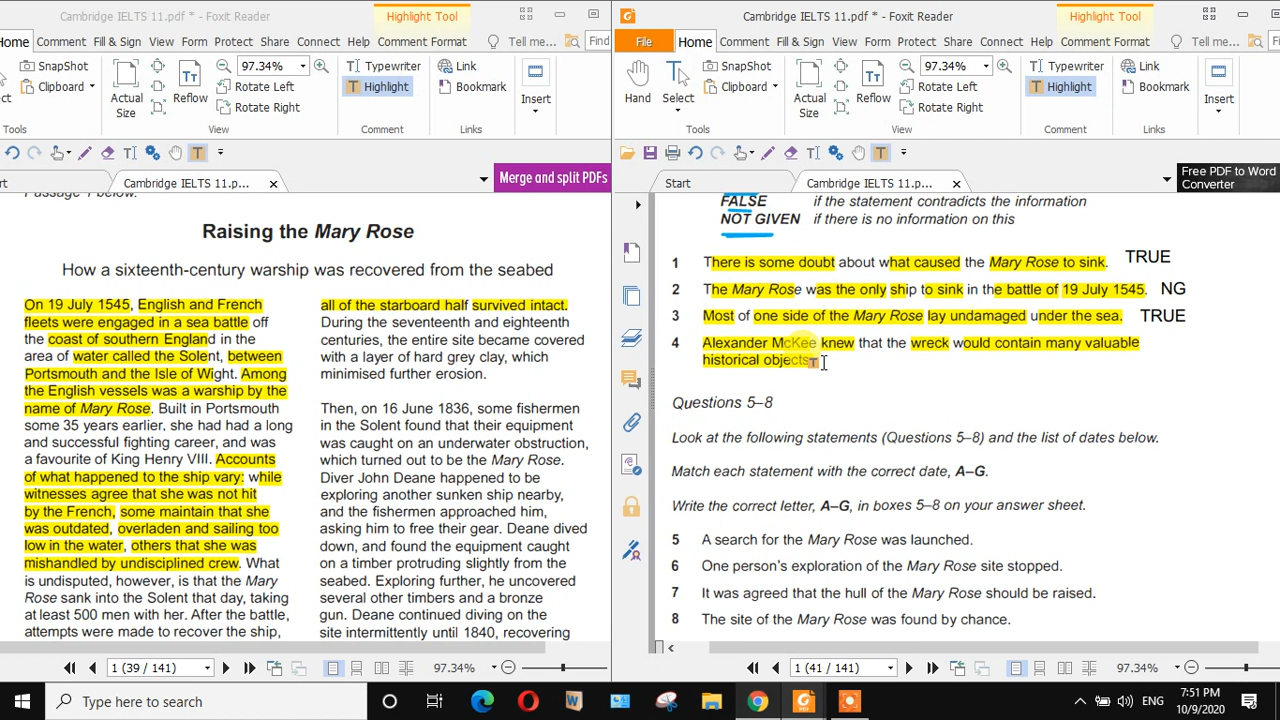 Cambridge IELTS 11.pdf * - Foxit Reader
Highlight Tool
Home Comment Fill & Sign View Form Protect Share Connect Help Comment Format Tell me... Find
SnapShot
Clipboard
Tools
Actual Size
Reflow
97.34%
Rotate Left
Rotate Right
View
Typewriter
Highlight
Comment
Link
Bookmark
Links
Insert
Cambridge IELTS 11.p...
Merge and split PDFs
Passage 1 below.
Raising the Mary Rose
How a sixteenth-century warship was recovered from the seabed
On 19 July 1545, English and French
fleets were engaged in a sea battle off
the coast of southern England in the
area of water called the Solent, between
Portsmouth and the Isle of Wight. Among
the English vessels was a warship by the
name of Mary Rose. Built in Portsmouth
some 35 years earlier, she had had a long
and successful fighting career, and was
a favourite of King Henry VIII. Accounts
of what happened to the ship vary: while
witnesses agree that she was not hit
by the French, some maintain that she
was outdated, overladen and sailing too
low in the water, others that she was
mishandled by undisciplined crew. What
is undisputed, however, is that the Mary
Rose sank into the Solent that day, taking
at least 500 men with her. After the battle,
attempts were made to recover the ship,
all of the starboard half survived intact.
During the seventeenth and eighteenth
centuries, the entire site became covered
with a layer of hard grey clay, which
minimised further erosion.
Then, on 16 June 1836, some fishermen
in the Solent found that their equipment
was caught on an underwater obstruction,
which turned out to be the Mary Rose.
Diver John Deane happened to be
exploring another sunken ship nearby,
and the fishermen approached him,
asking him to free their gear. Deane dived
down, and found the equipment caught
on a timber protruding slightly from the
seabed. Exploring further, he uncovered
several other timbers and a bronze
gun. Deane continued diving on the
site intermittently until 1840, recovering
1 (39 / 141)
97.34%
Cambridge IELTS 11.pdf * - Foxit Reader
Highlight Tool
File Home Comment Fill & Sign View Form Protect Share Connect Help Comment Format Tell me...
Hand
Select
SnapShot
Clipboard
Tools
Actual Size
Reflow
97.34%
Rotate Left
Rotate Right
View
Typewriter
Highlight
Comment
Link
Bookmark
Links
Insert
Start
Cambridge IELTS 11.p...
Free PDF to Word
Converter
FALSE if the statement contradicts the information
NOT GIVEN if there is no information on this
1 There is some doubt about what caused the Mary Rose to sink. TRUE
2 The Mary Rose was the only ship to sink in the battle of 19 July 1545. NG
3 Most of one side of the Mary Rose lay undamaged under the sea. TRUE
4 Alexander McKee knew that the wreck would contain many valuable
historical objects.
Questions 5–8
Look at the following statements (Questions 5–8) and the list of dates below.
Match each statement with the correct date, A–G.
Write the correct letter, A–G, in boxes 5–8 on your answer sheet.
5 A search for the Mary Rose was launched.
6 One person's exploration of the Mary Rose site stopped.
7 It was agreed that the hull of the Mary Rose should be raised.
8 The site of the Mary Rose was found by chance.
1 (41 / 141)
97.34%
Type here to search
ENG
7:51 PM
10/9/2020